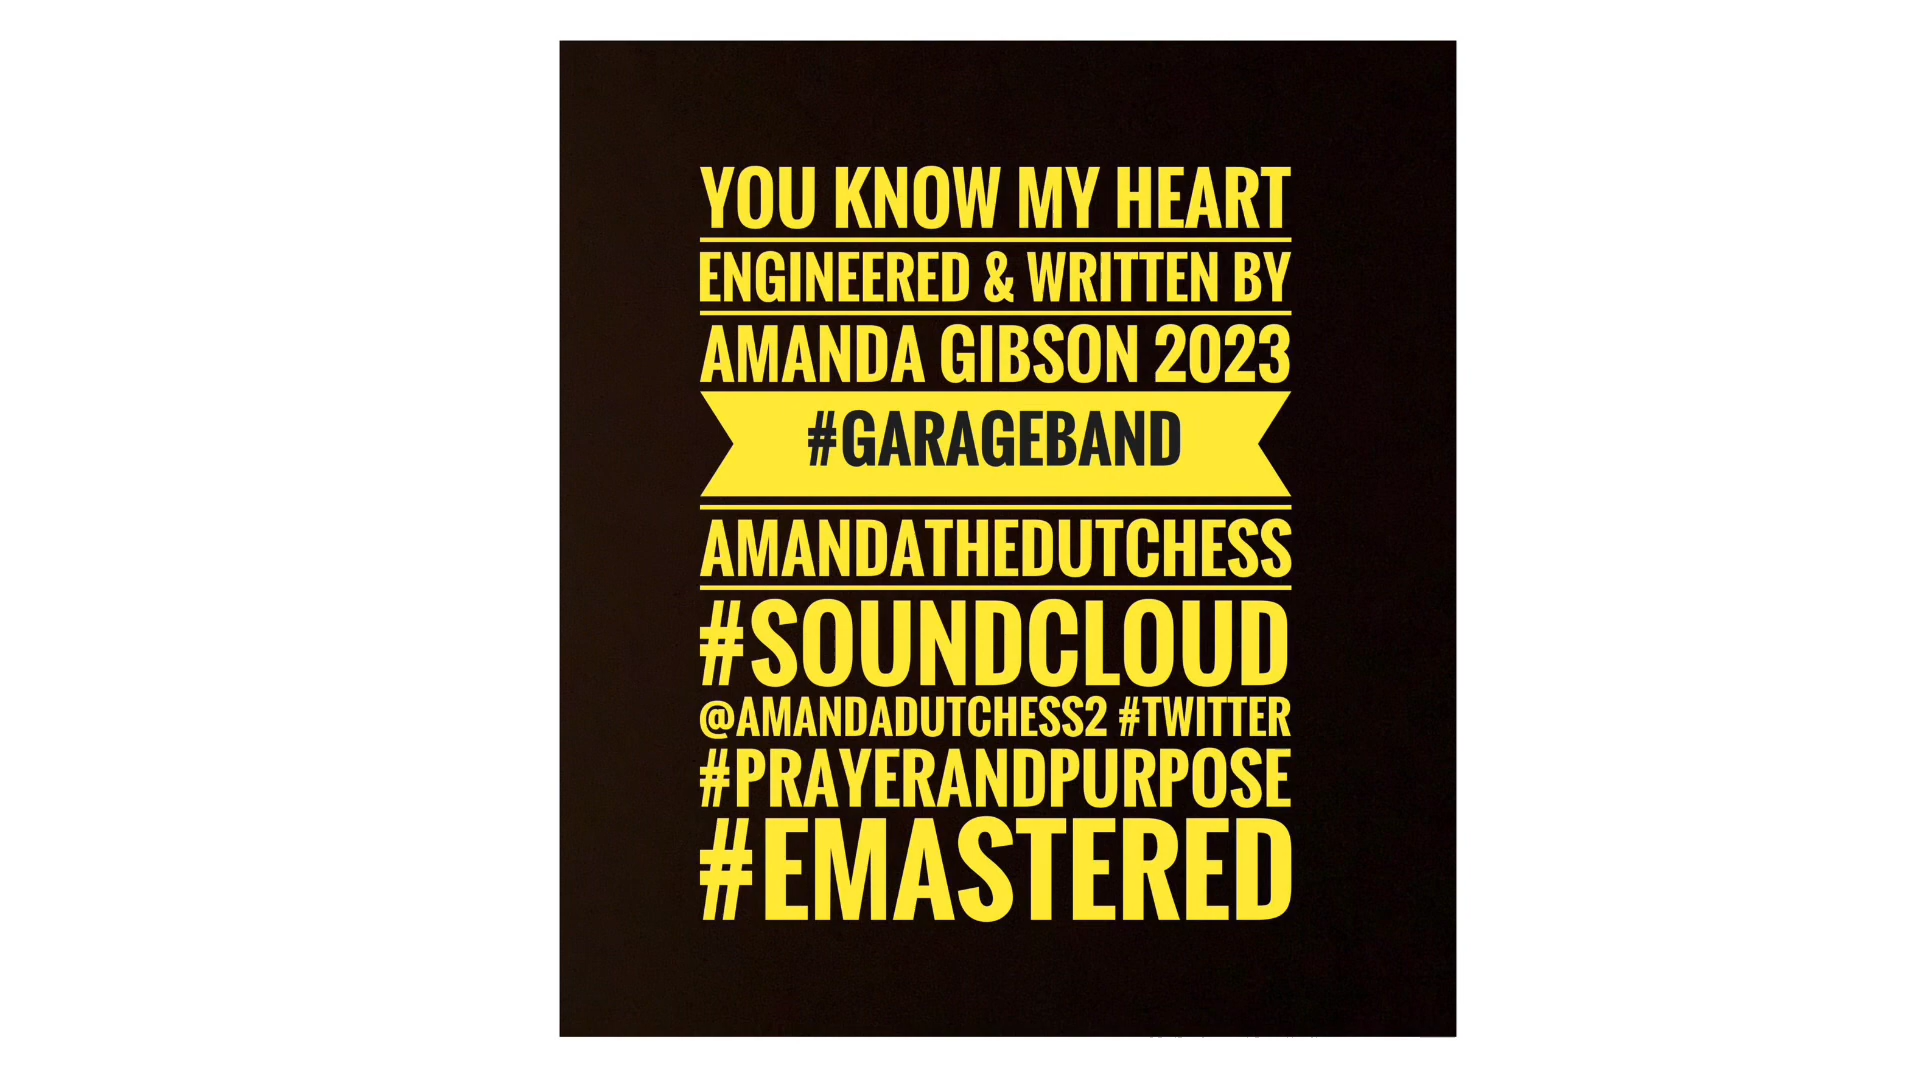 YOU KNOW MY HEART
ENGINEERED & WRITTEN BY
AMANDA GIBSON 2023
#GARAGEBAND
AMANDATHEDUTCHESS
#SOUNDCLOUD
@AMANDADUTCHESS2 #TWITTER
#PRAYERANDPURPOSE
#EMASTERED